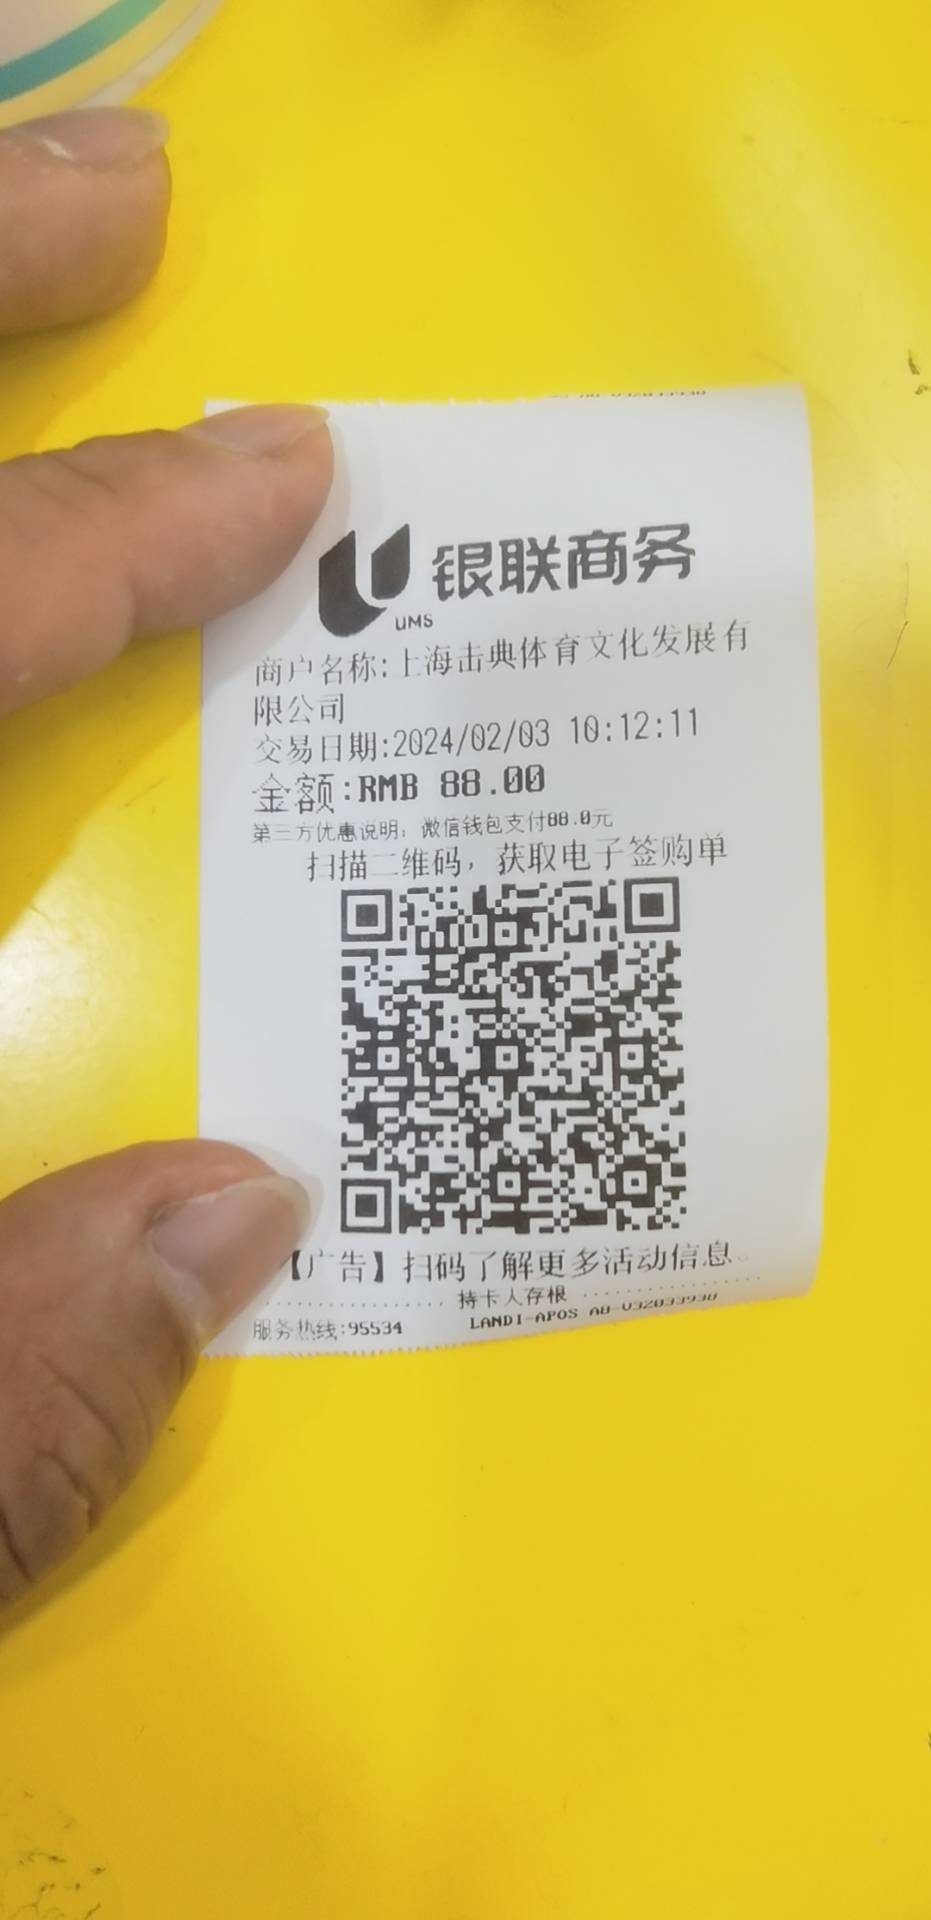 银联商务
UMS
商户名称:上海击典体育文化发展有
限公司
交易日期:2024/02/03 10:12:11
金额:RMB 88.00
第三方优惠说明：微信钱包支付88.0元
扫描二维码，获取电子签购单
【广告】扫码了解更多活动信息。
持卡人存根
服务热线:95534 LANDI-APOS A8-V32033930